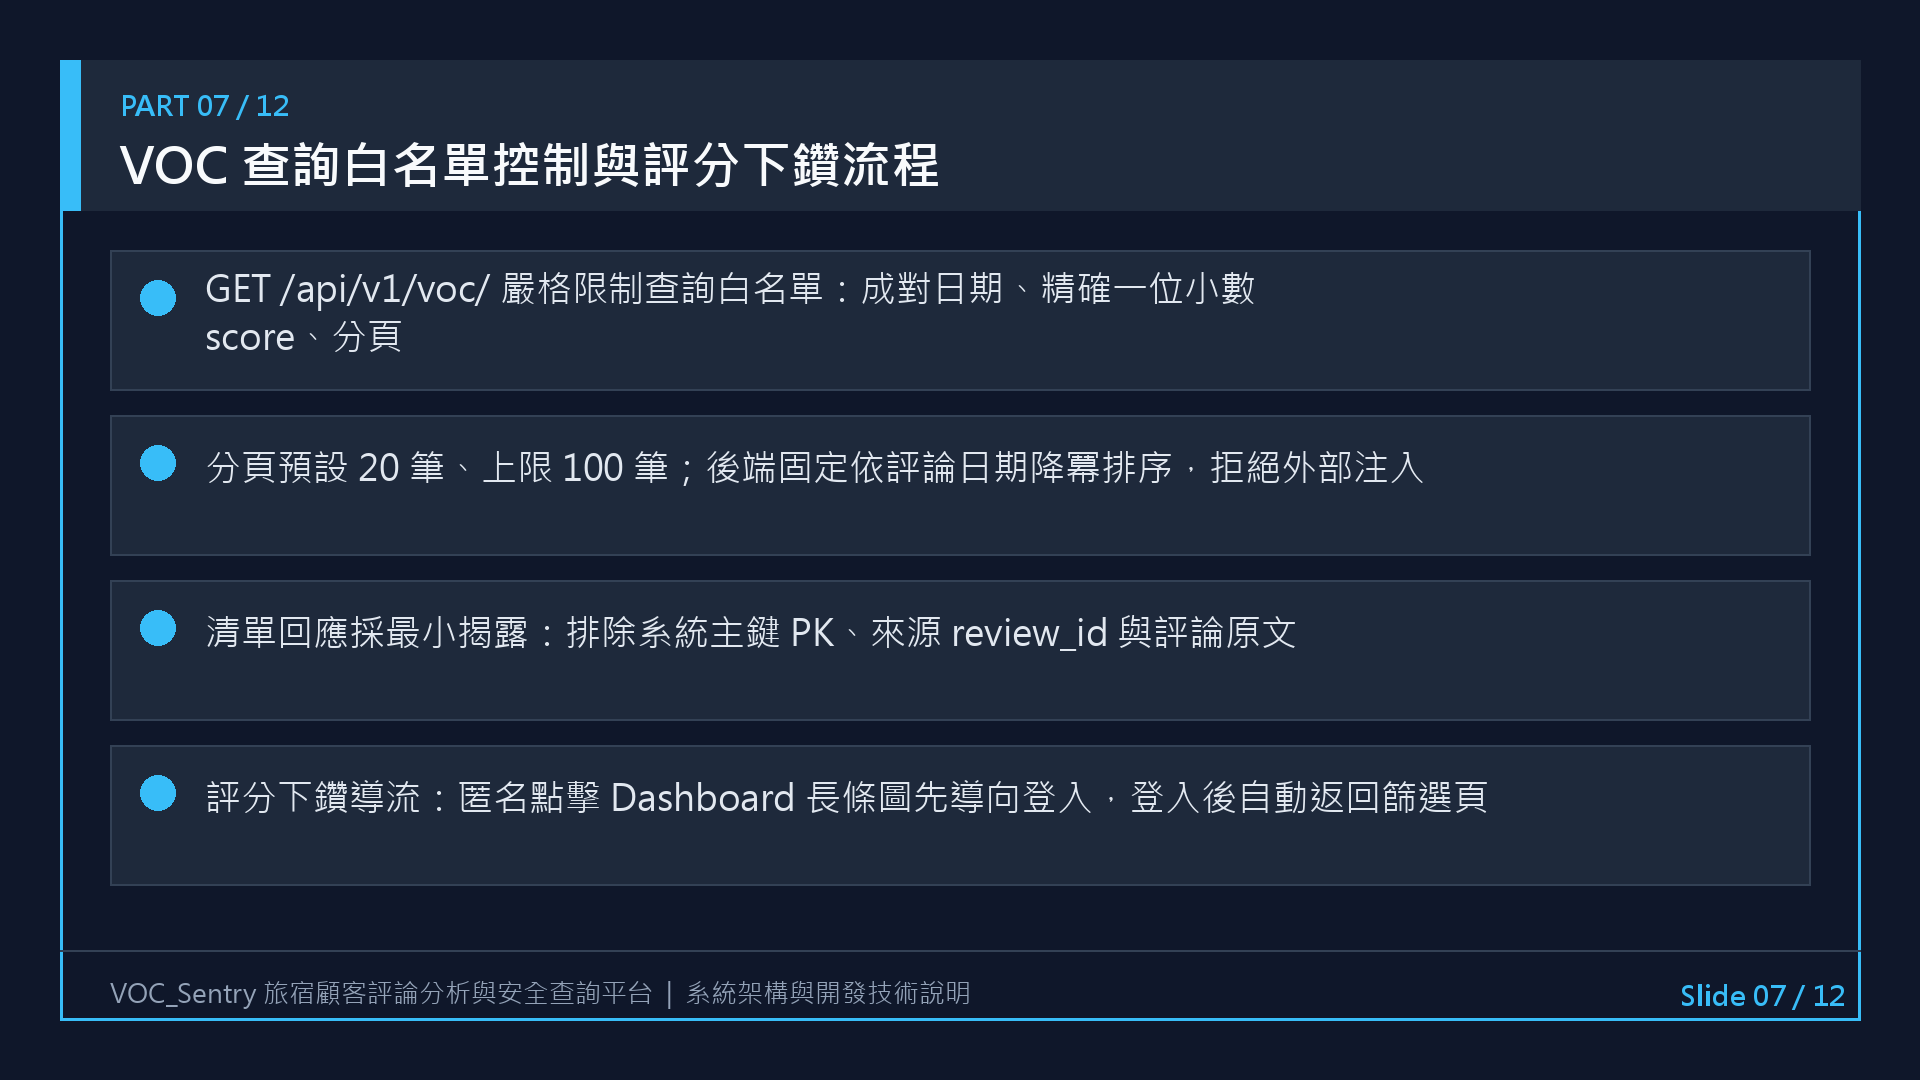 PART 07 / 12
VOC 查詢白名單控制與評分下鑽流程
GET /api/v1/voc/ 嚴格限制查詢白名單：成對日期、精確一位小數
score、分頁
分頁預設 20 筆、上限 100 筆；後端固定依評論日期降冪排序，拒絕外部注入
清單回應採最小揭露：排除系統主鍵 PK、來源 review_id 與評論原文
評分下鑽導流：匿名點擊 Dashboard 長條圖先導向登入，登入後自動返回篩選頁
VOC_Sentry 旅宿顧客評論分析與安全查詢平台 | 系統架構與開發技術說明
Slide 07 / 12